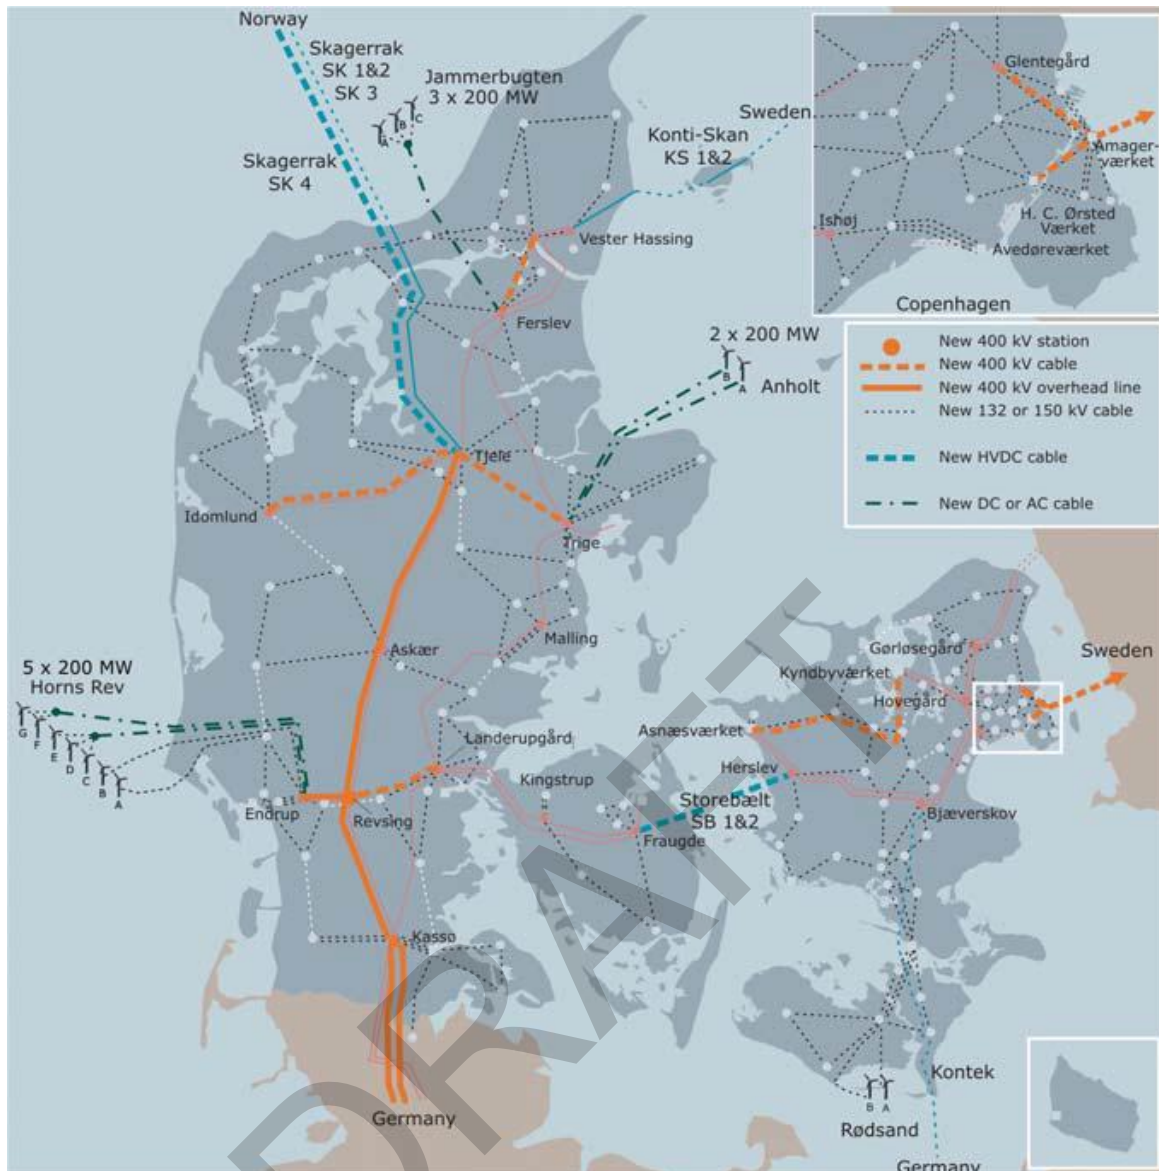 Norway
Skagerrak
SK 1&2
SK 3
Jammerbugten
3 x 200 MW
A
B
C
Skagerrak
SK 4
Konti-Skan
KS 1&2
Sweden
Vester Hassing
Ferslev
2 x 200 MW
B
A
Anholt
Tjele
Idomlund
Trige
Askær
Malling
5 x 200 MW
Horns Rev
G
F
E
D
C
B
A
Endrup
Revsing
Landerupgård
Kingstrup
Fraugde
Storebælt
SB 1&2
Kassø
Germany
Glentegård
Amager-
værket
H. C. Ørsted
Værket
Ishøj
Avedøreværket
Copenhagen
New 400 kV station
New 400 kV cable
New 400 kV overhead line
New 132 or 150 kV cable
New HVDC cable
New DC or AC cable
Gørløsegård
Kyndbyværket
Hovegård
Sweden
Asnæsværket
Herslev
Bjæverskov
Kontek
B
A
Rødsand
Germany
DRAFT